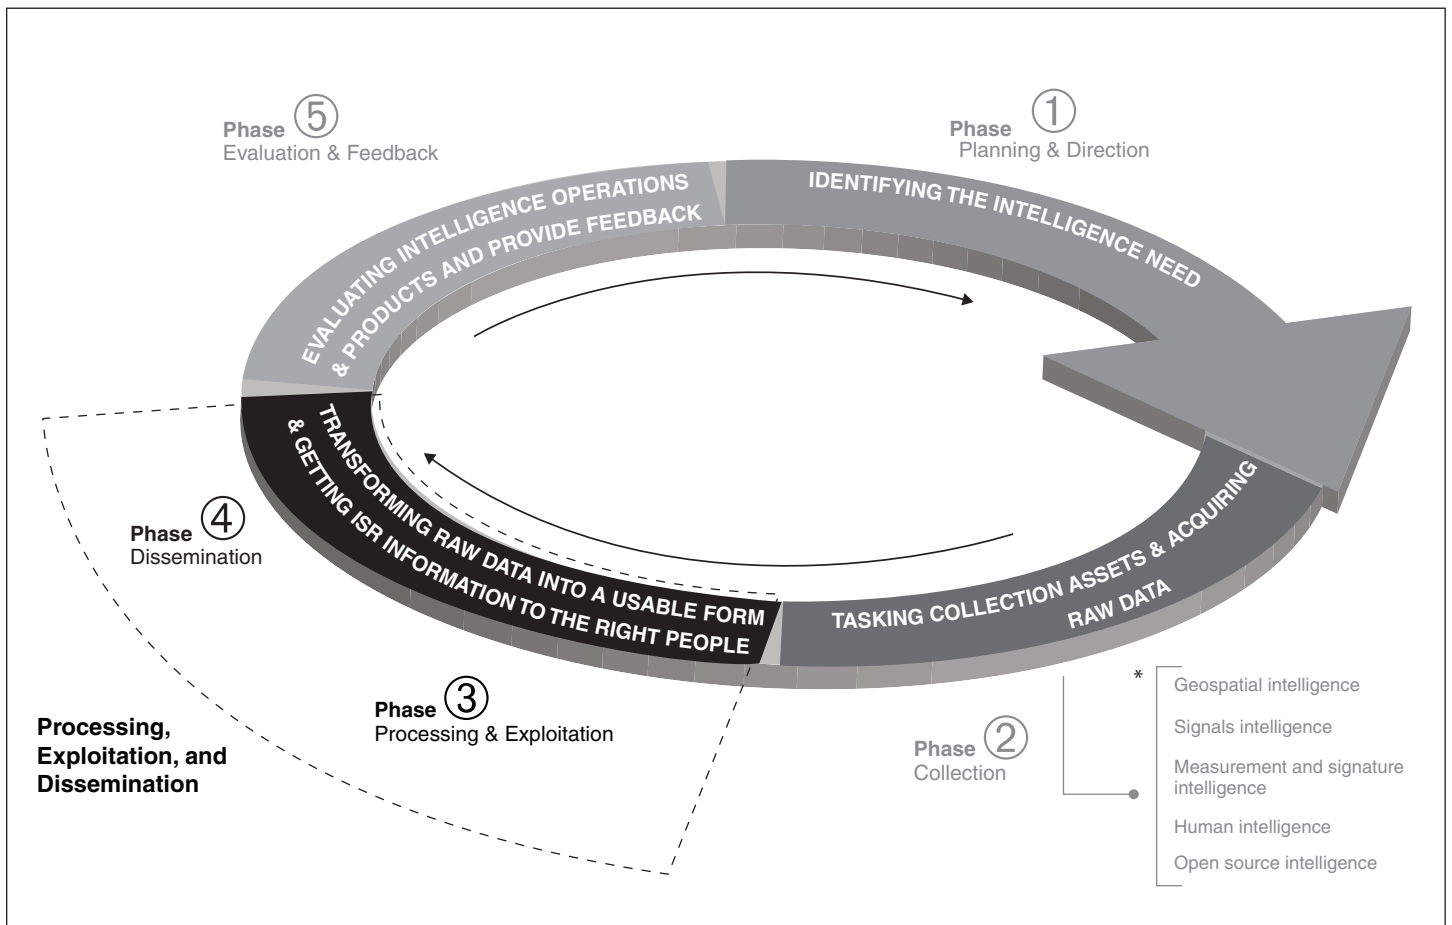 Phase 5
Evaluation & Feedback
Phase 1
Planning & Direction
IDENTIFYING THE INTELLIGENCE NEED
EVALUATING INTELLIGENCE OPERATIONS
& PRODUCTS AND PROVIDE FEEDBACK
TRANSFORMING RAW DATA INTO A USABLE FORM
& GETTING ISR INFORMATION TO THE RIGHT PEOPLE
TASKING COLLECTION ASSETS & ACQUIRING
RAW DATA
Phase 4
Dissemination
Phase 3
Processing & Exploitation
Processing,
Exploitation, and
Dissemination
Phase 2
Collection
*
Geospatial intelligence
Signals intelligence
Measurement and signature
intelligence
Human intelligence
Open source intelligence